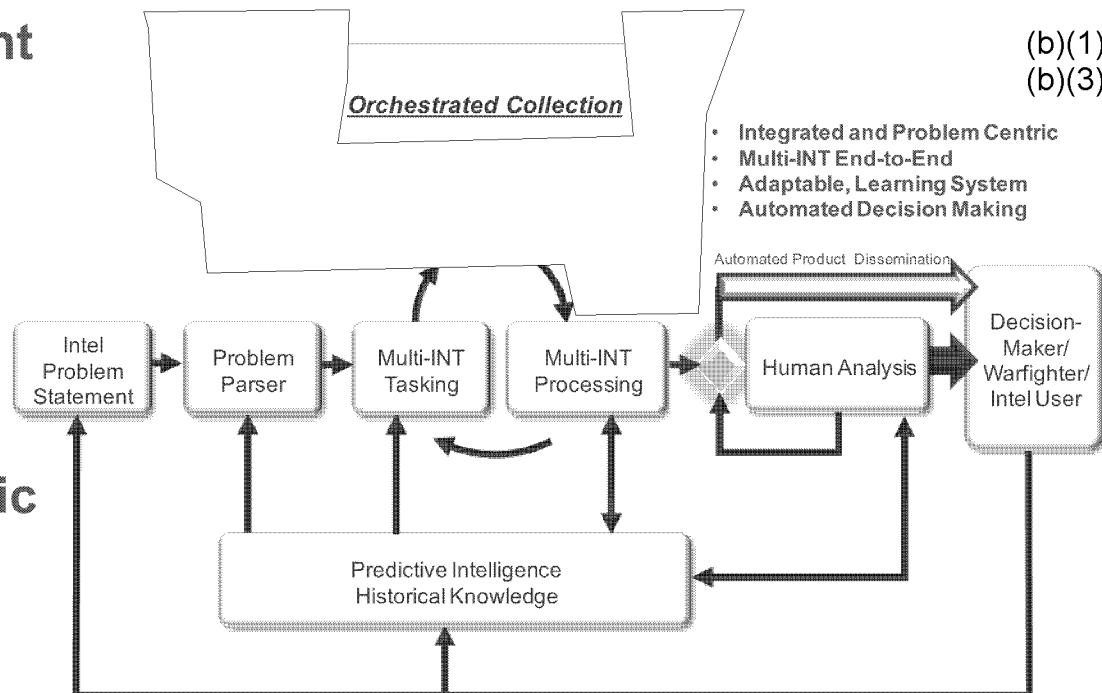 nt
(b)(1)
(b)(3)
Orchestrated Collection
• Integrated and Problem Centric
• Multi-INT End-to-End
• Adaptable, Learning System
• Automated Decision Making
Automated Product Dissemination
Intel
Problem
Statement
Problem
Parser
Multi-INT
Tasking
Multi-INT
Processing
Human Analysis
Decision-
Maker/
Warfighter/
Intel User
ic
Predictive Intelligence
Historical Knowledge